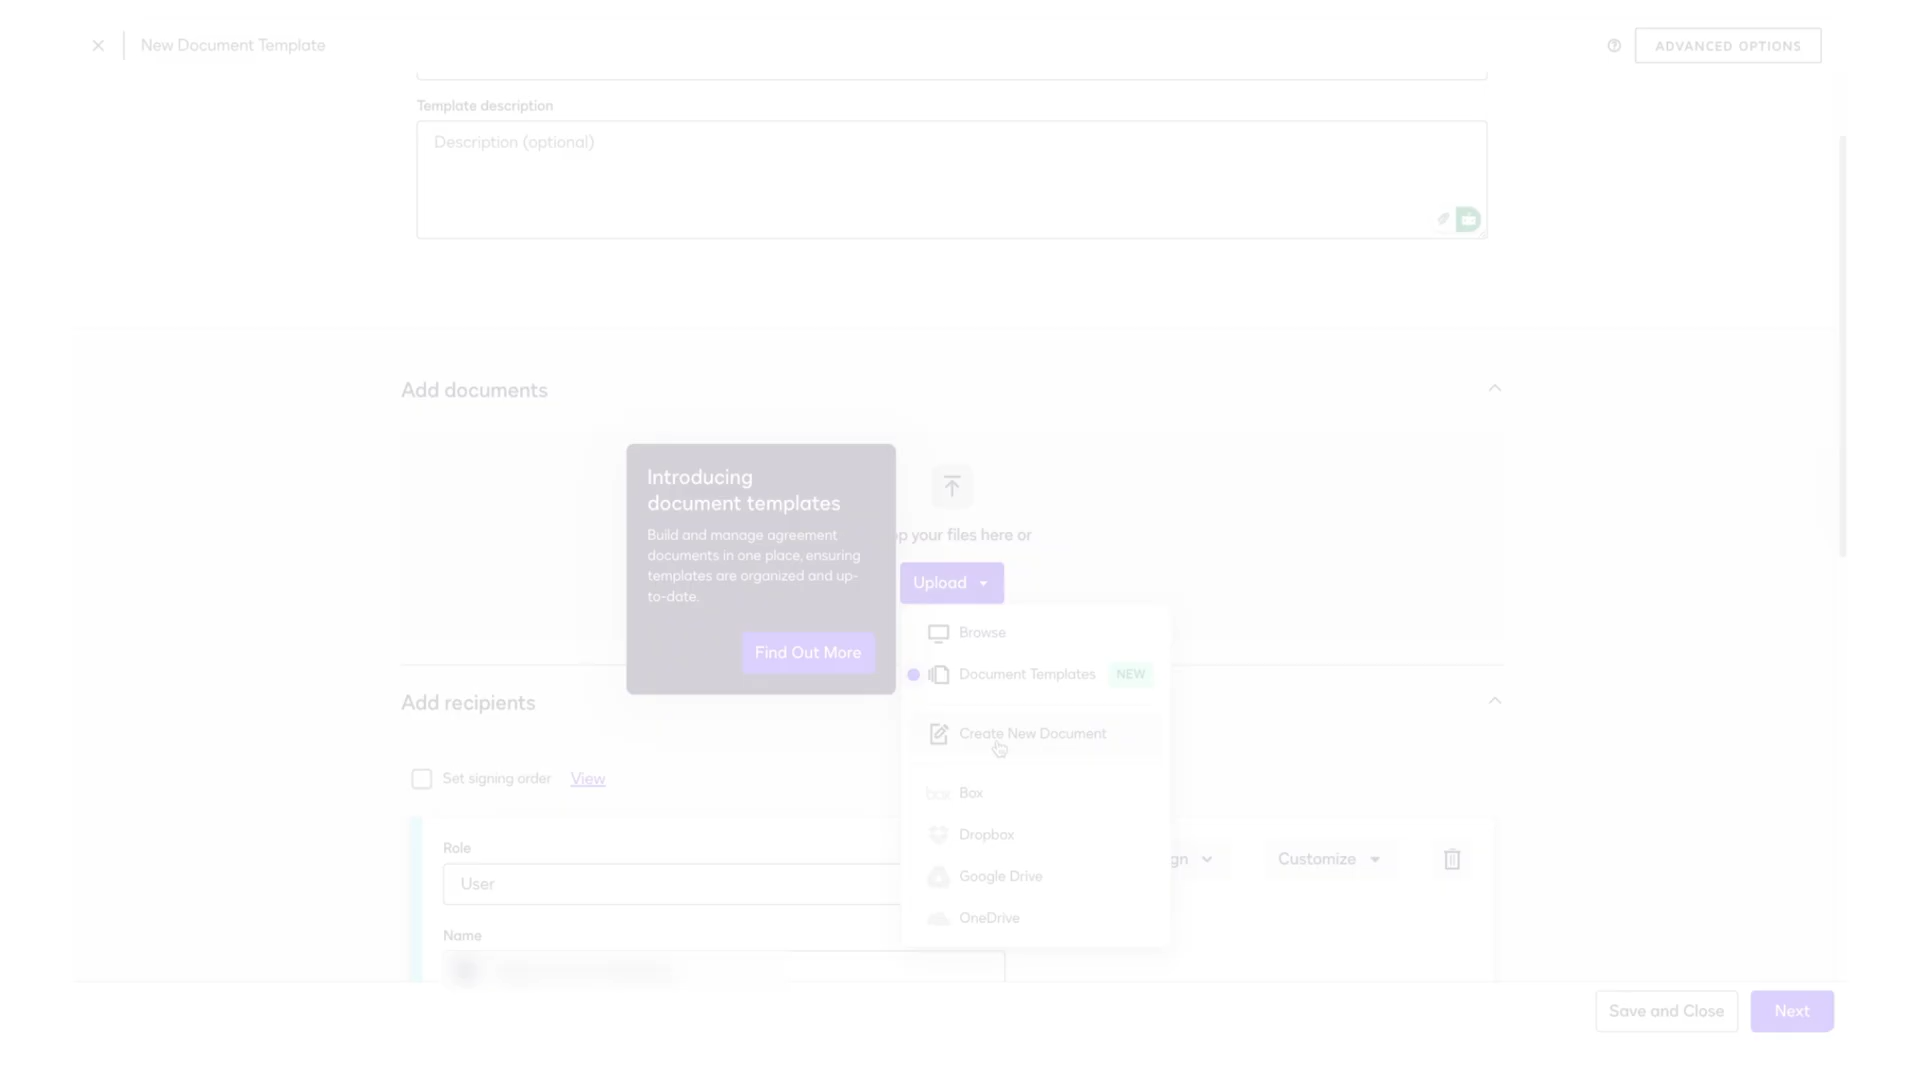 New Document Template
ADVANCED OPTIONS
Template description
Description (optional)
Add documents
Introducing
document templates
Build and manage agreement
documents in one place, ensuring
templates are organized and up-
to-date.
Find Out More
your files here or
Upload
Browse
Document Templates NEW
Create New Document
box Box
Dropbox
Google Drive
OneDrive
Add recipients
Set signing order View
Role
User
Customize
Name
Save and Close
Next